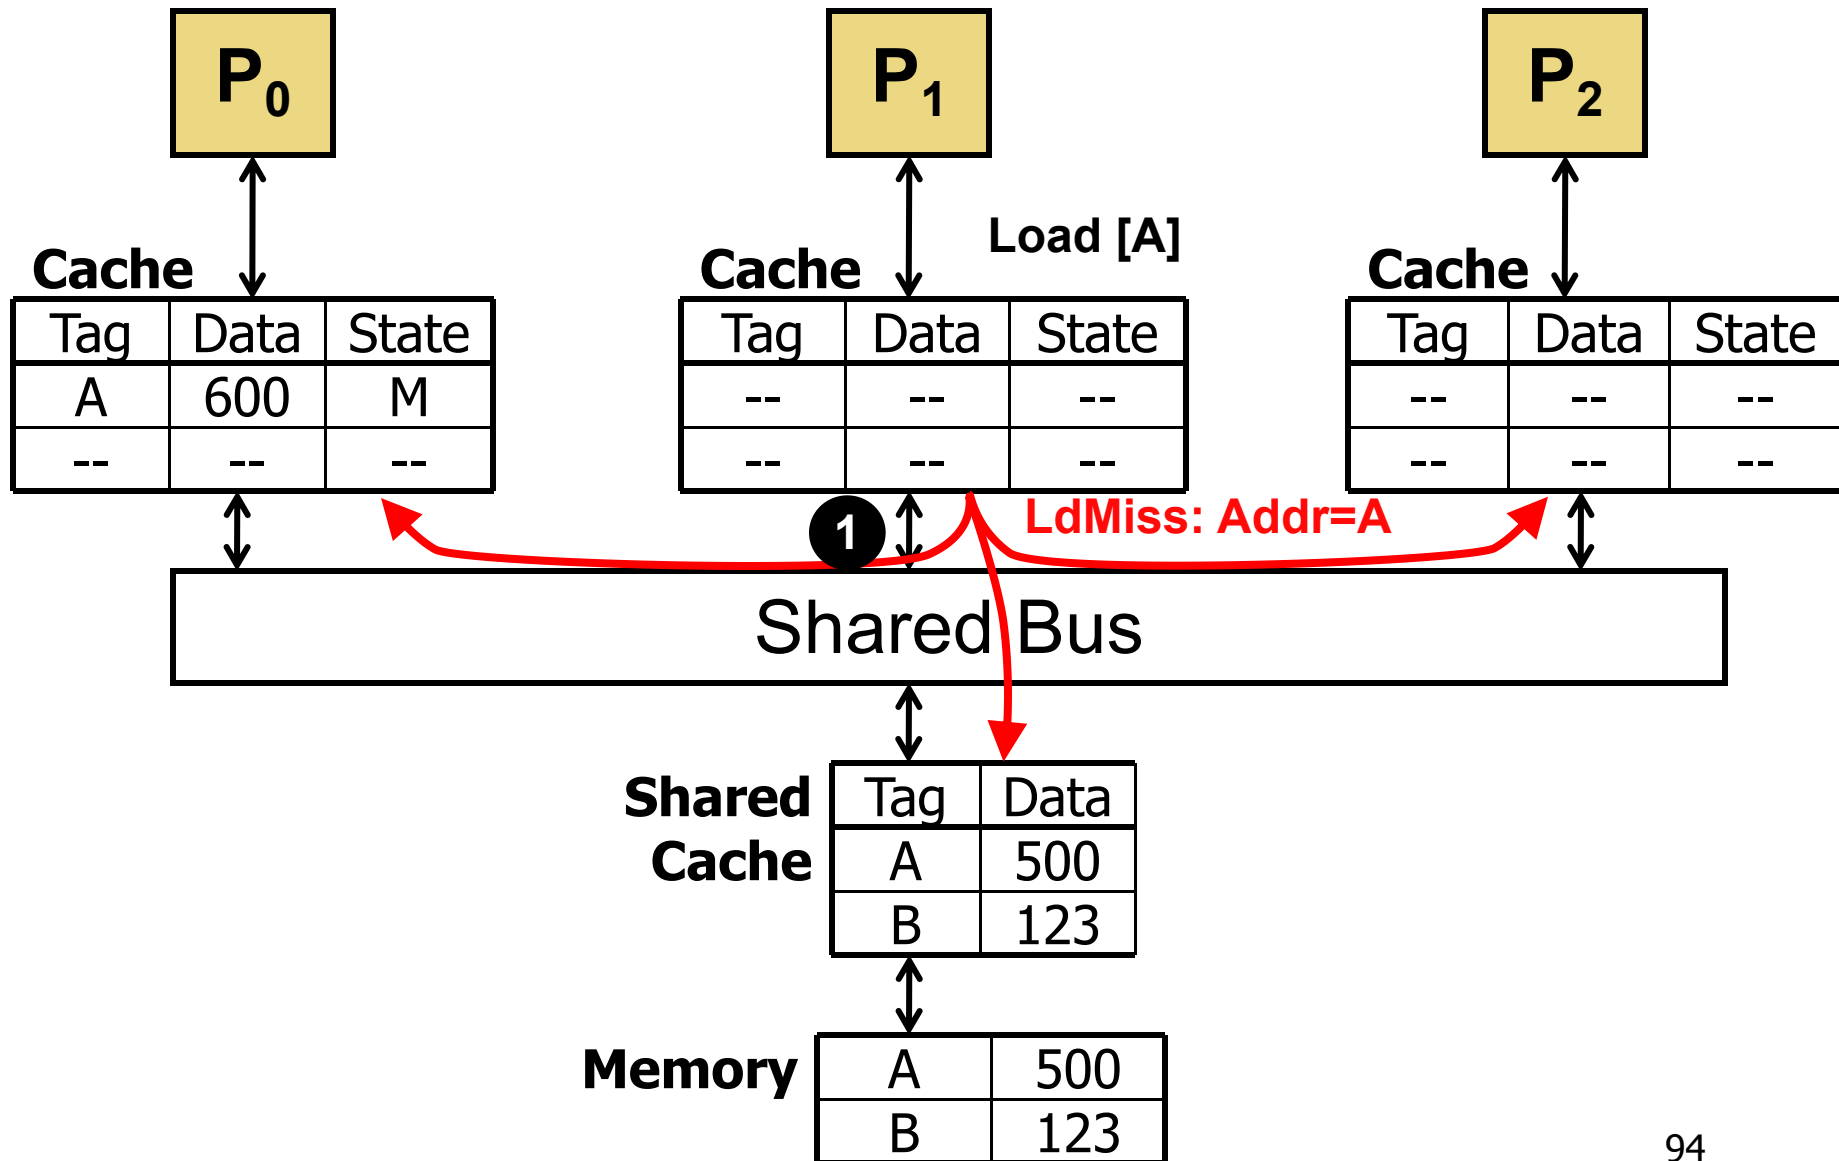 P0 P1 P2
Load [A]
Cache Cache Cache
Tag Data State Tag Data State Tag Data State
A 600 M -- -- -- -- -- --
-- -- -- -- -- -- -- -- --
1 LdMiss: Addr=A
Shared Bus
Shared Tag Data
Cache A 500
B 123
Memory A 500
B 123
94